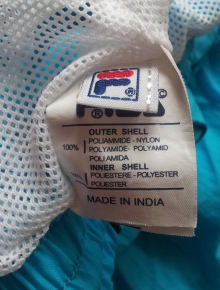 F®
FILA®
OUTER SHELL
100% POLIAMMIDE - NYLON
POLYAMIDE - POLYAMID
POLIAMIDA
INNER SHELL
POLIESTERE - POLYESTER
POLIESTER
MADE IN INDIA